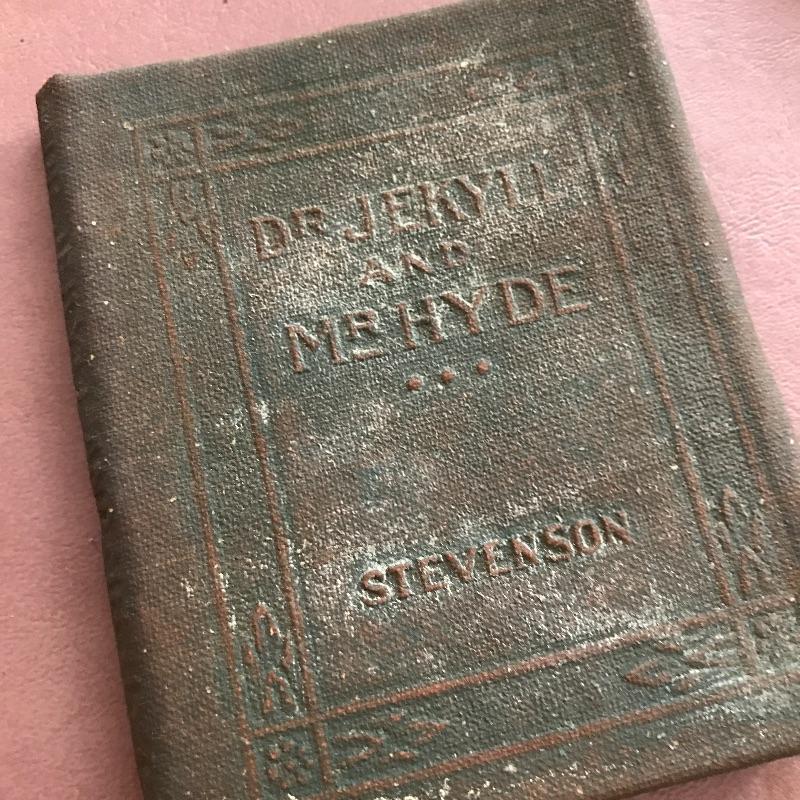 DR JEKYLL
AND
MR HYDE
STEVENSON